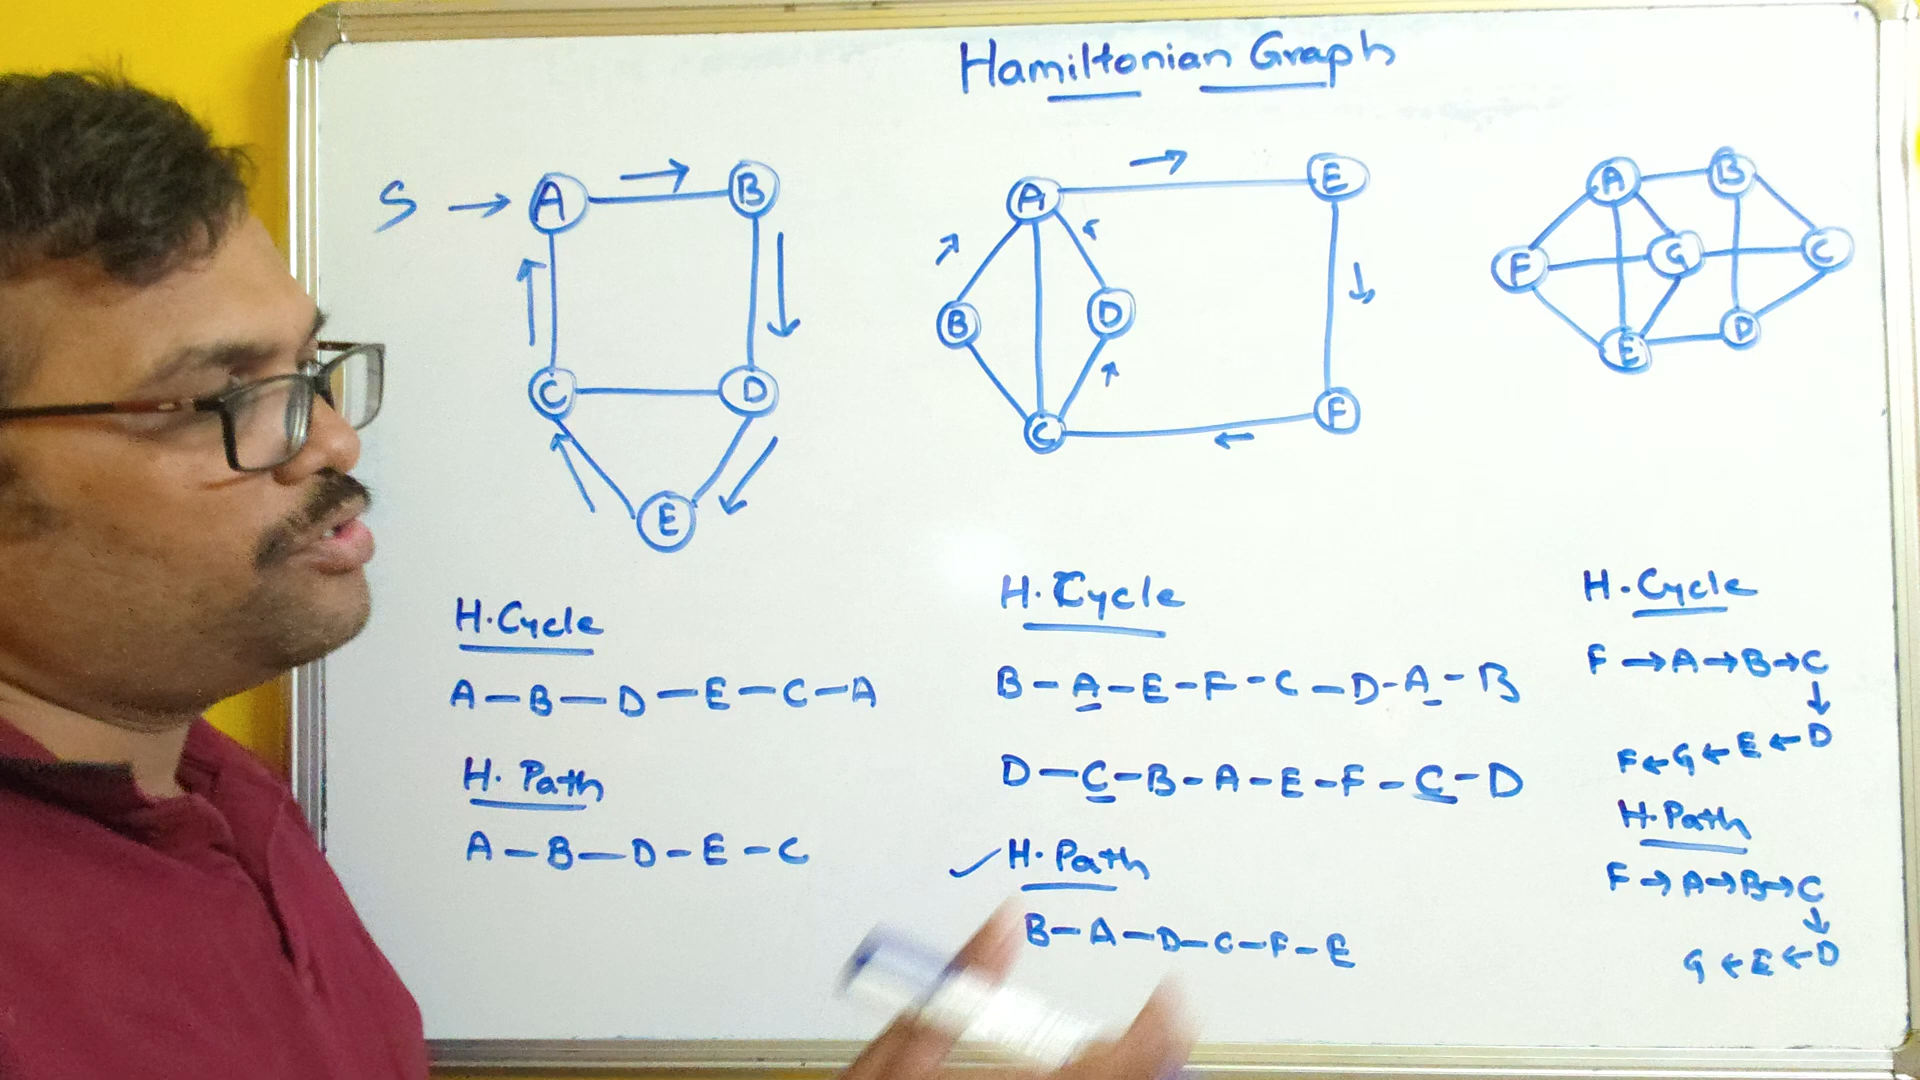 Hamiltonian Graph
S → A → B
C D
E
H.Cycle
A — B — D — E — C — A
H. Path
A — B — D — E — C
A → E
B D
C ← F
H. Cycle
B - A - E - F - C - D - A - B
D - C - B - A - E - F - C - D
✓ H. Path
B - A - D - C - F - E
A B
F G C
E D
H.Cycle
F → A → B → C
↓
F ← G ← E ← D
H.Path
F → A → B → C
↓
G ← E ← D